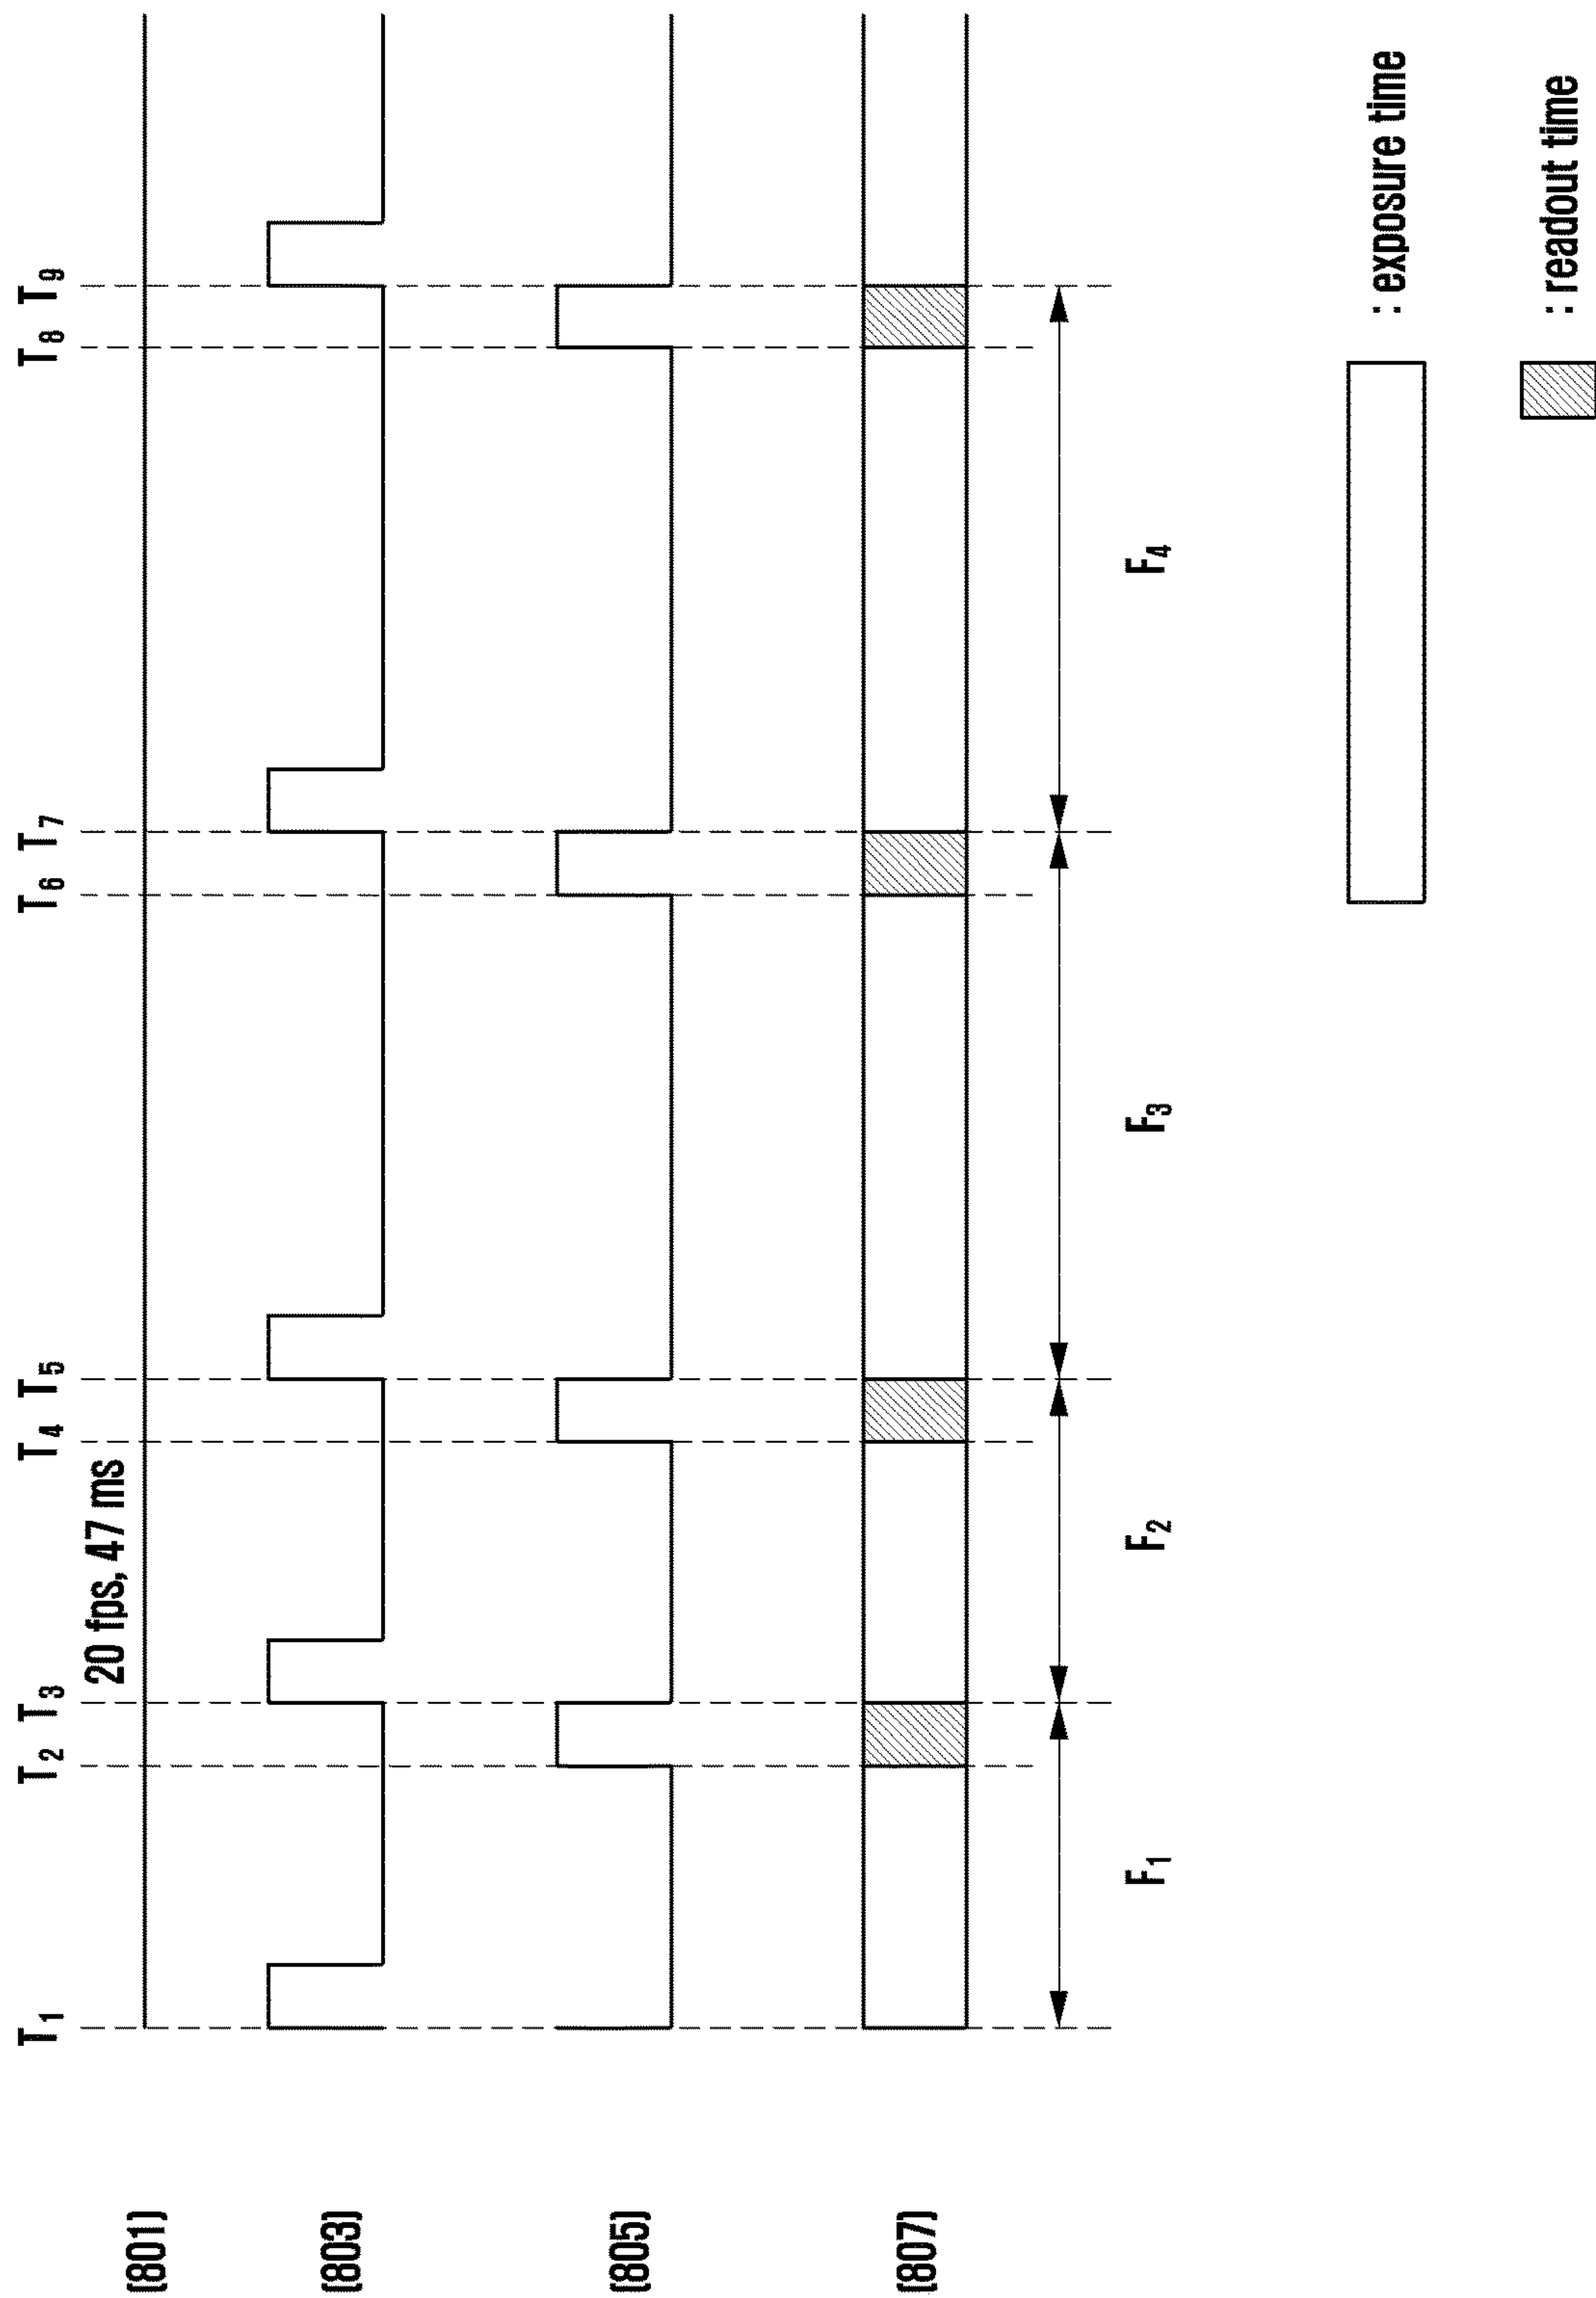 T1 T2 T3 T4 T5 T6 T7 T8 T9
20 fps, 47 ms
(801)
(803)
(805)
(807)
F1 F2 F3 F4
: exposure time
: readout time